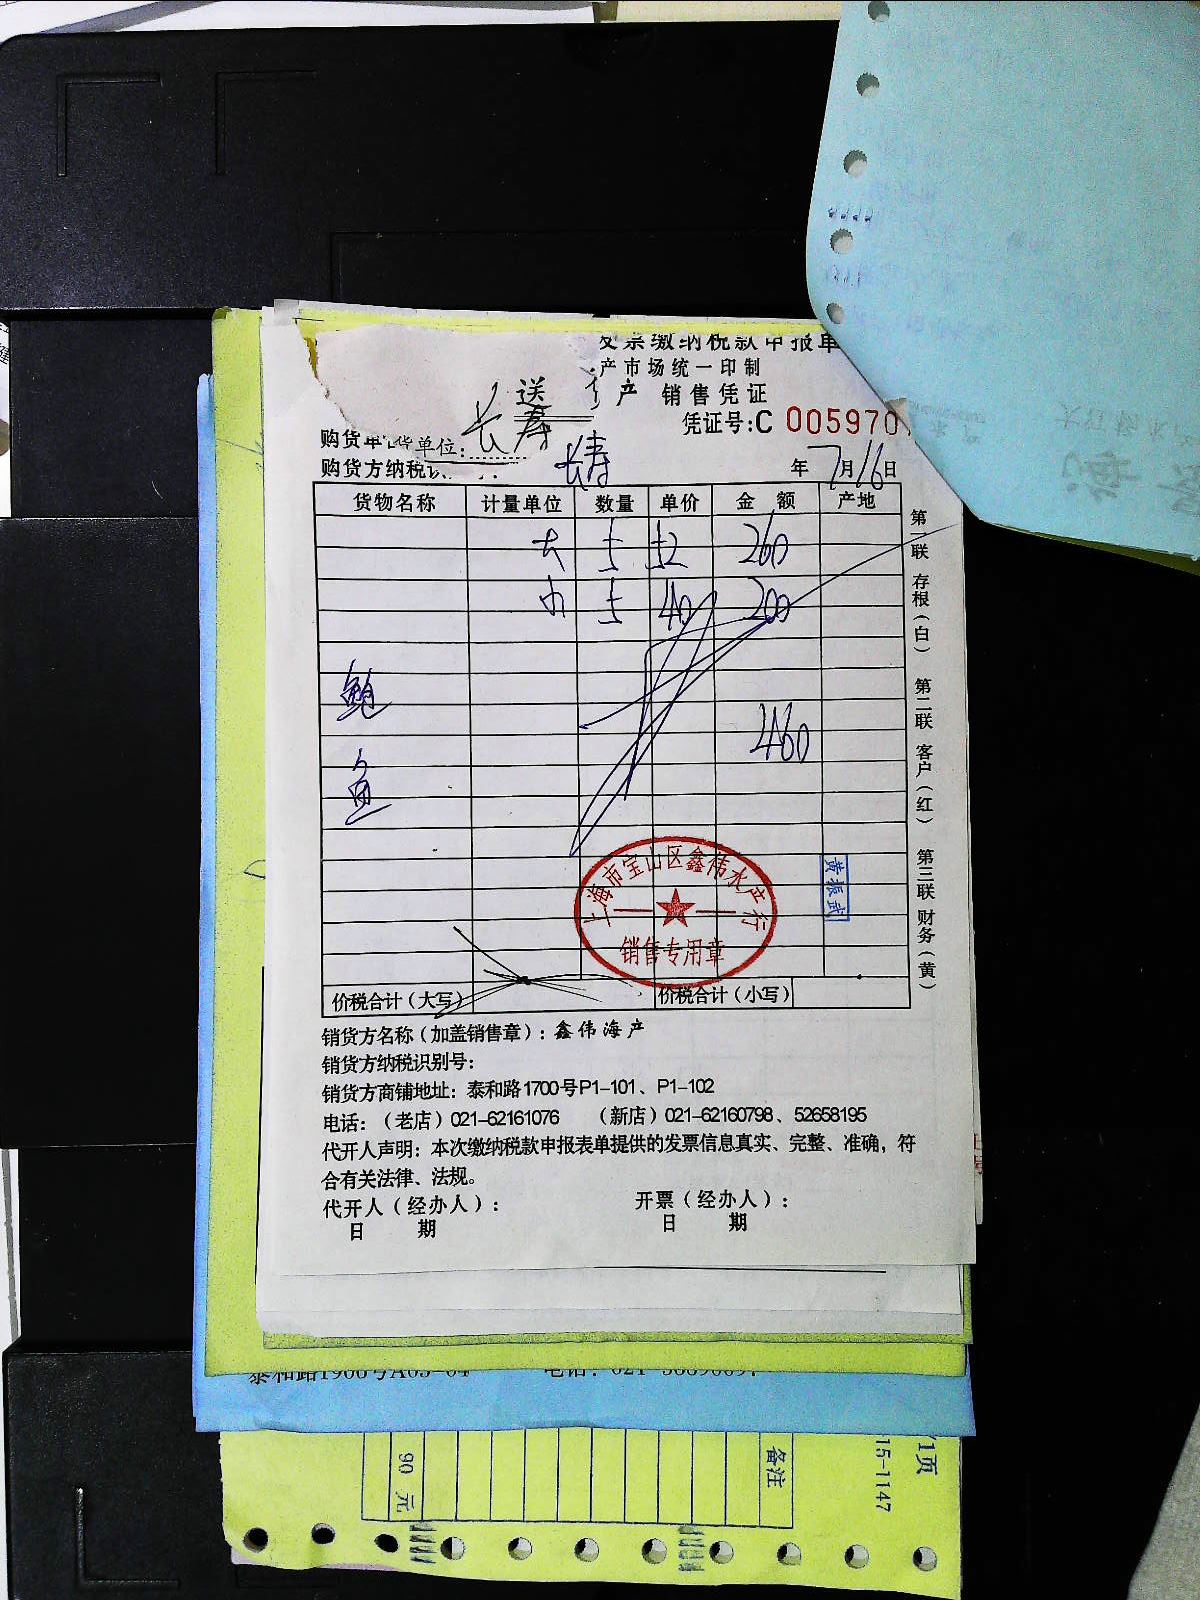 发票缴纳税款申报单
产市场统一印制
送
产 销售凭证
长寿
凭证号:C 005970
购货单 货单位:
购货方纳税识
长寿
年 7月16日
货物名称 计量单位 数量 单价 金 额 产地
大 5 52 260
小 5 40 200
鲍
460
鱼
上海市宝山区鑫伟水产行
销售专用章
黄振武
价税合计(大写) 价税合计(小写)
第一联 存根(白) 第二联 客户(红) 第三联 财务(黄)
销货方名称(加盖销售章): 鑫伟海产
销货方纳税识别号:
销货方商铺地址: 泰和路1700号P1-101、P1-102
电话: (老店)021-62161076 (新店)021-62160798、52658195
代开人声明: 本次缴纳税款申报表单提供的发票信息真实、完整、准确, 符
合有关法律、法规。
代开人(经办人): 开票(经办人):
日 期 日 期
90 元
备注
/1页
15-1147